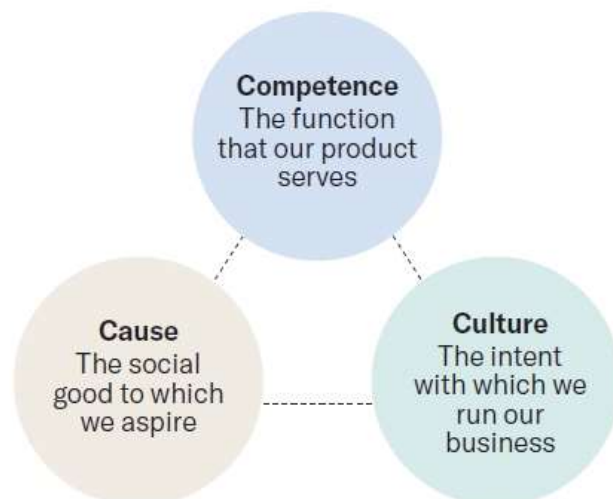 Competence
The function
that our product
serves
Cause
The social
good to which
we aspire
Culture
The intent
with which we
run our
business